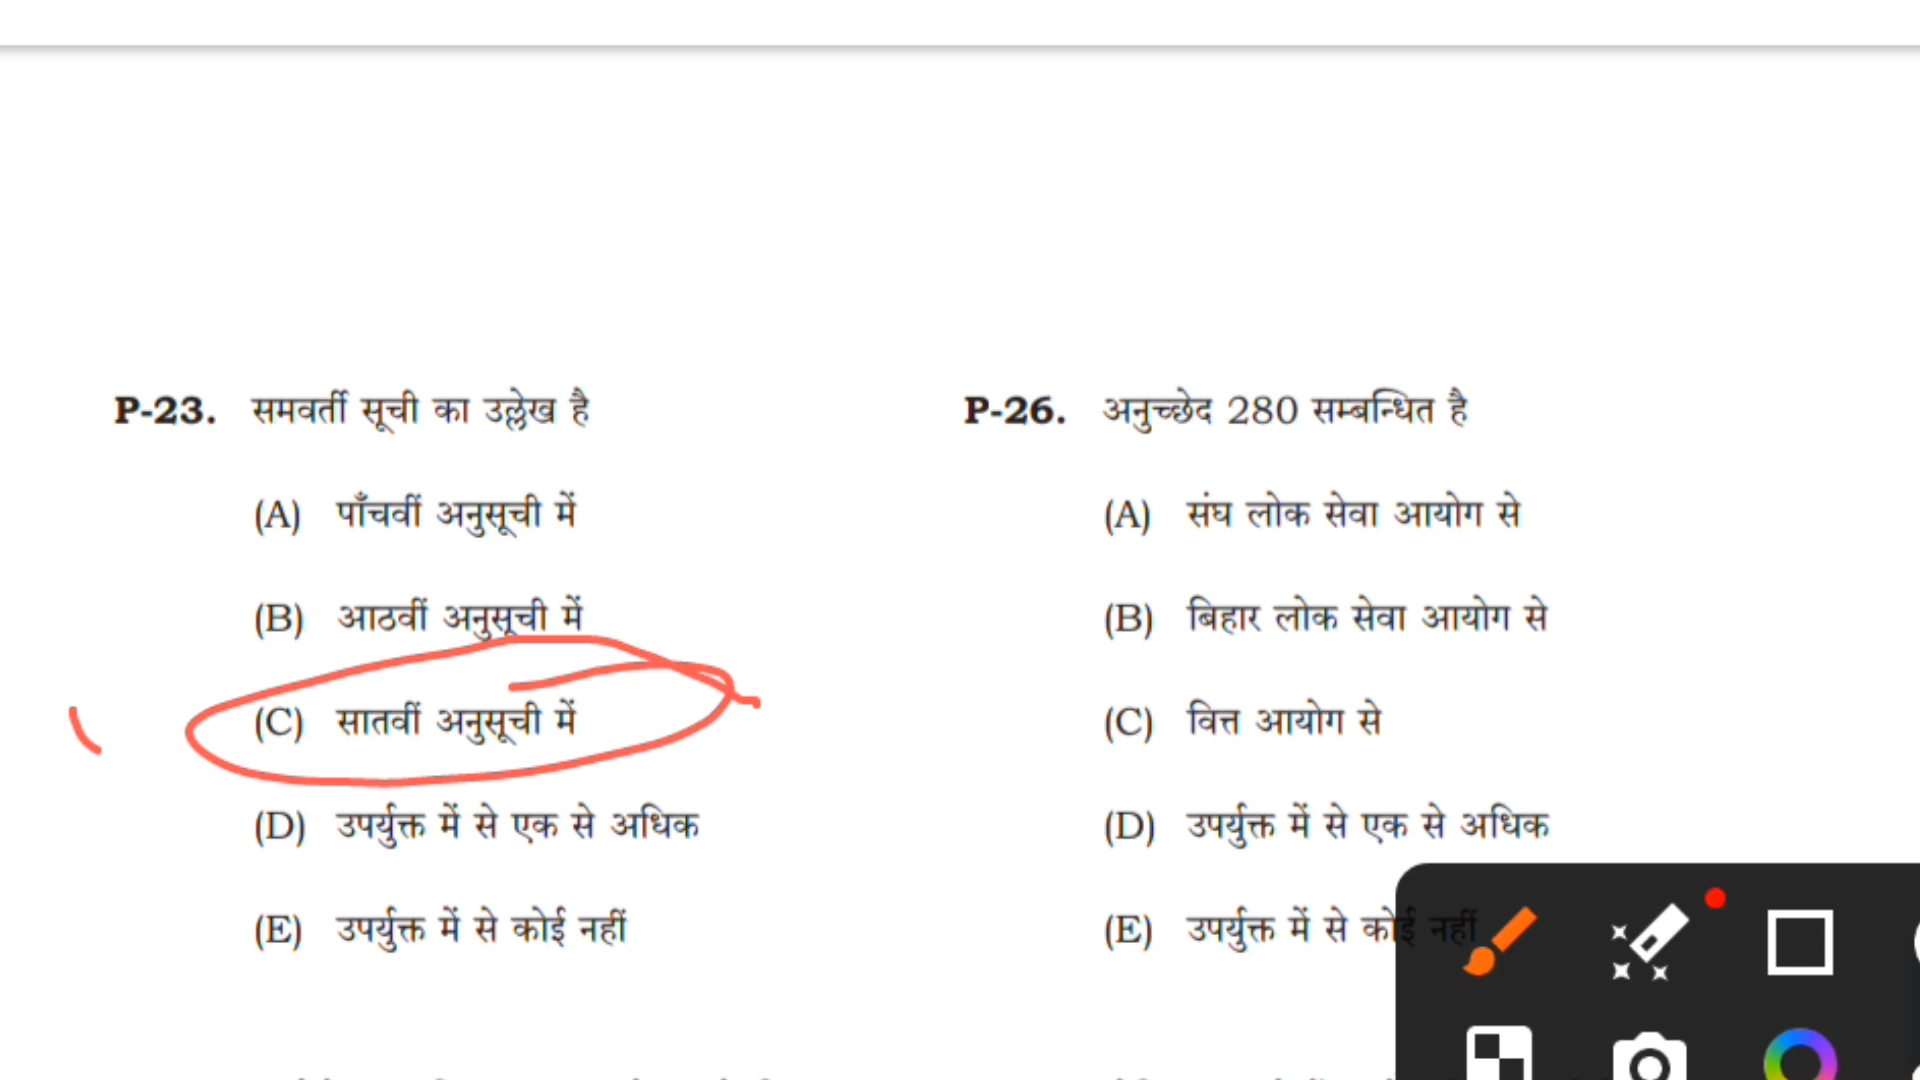 P-23. समवर्ती सूची का उल्लेख है
(A) पाँचवीं अनुसूची में
(B) आठवीं अनुसूची में
(C) सातवीं अनुसूची में
(D) उपर्युक्त में से एक से अधिक
(E) उपर्युक्त में से कोई नहीं
P-26. अनुच्छेद 280 सम्बन्धित है
(A) संघ लोक सेवा आयोग से
(B) बिहार लोक सेवा आयोग से
(C) वित्त आयोग से
(D) उपर्युक्त में से एक से अधिक
(E) उपर्युक्त में से कोई नहीं